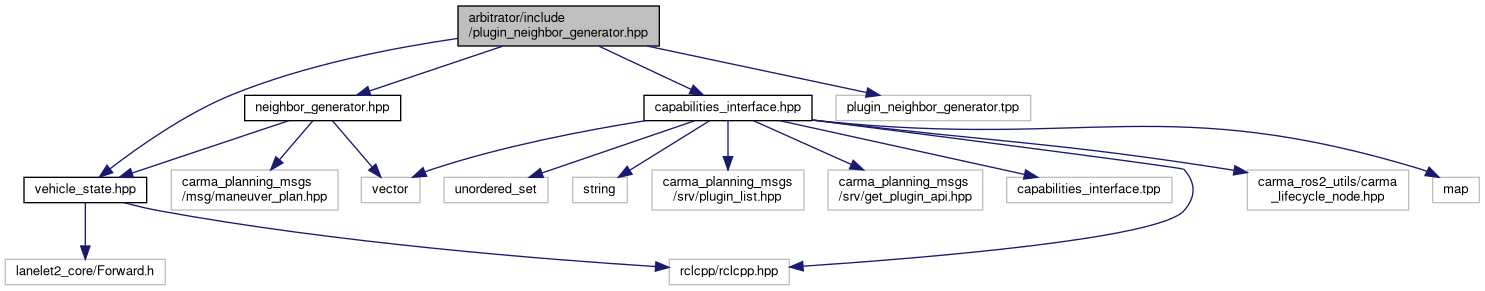 arbitrator/include
/plugin_neighbor_generator.hpp
neighbor_generator.hpp
capabilities_interface.hpp
plugin_neighbor_generator.tpp
vehicle_state.hpp
carma_planning_msgs
/msg/maneuver_plan.hpp
vector
unordered_set
string
carma_planning_msgs
/srv/plugin_list.hpp
carma_planning_msgs
/srv/get_plugin_api.hpp
capabilities_interface.tpp
carma_ros2_utils/carma
_lifecycle_node.hpp
map
lanelet2_core/Forward.h
rclcpp/rclcpp.hpp